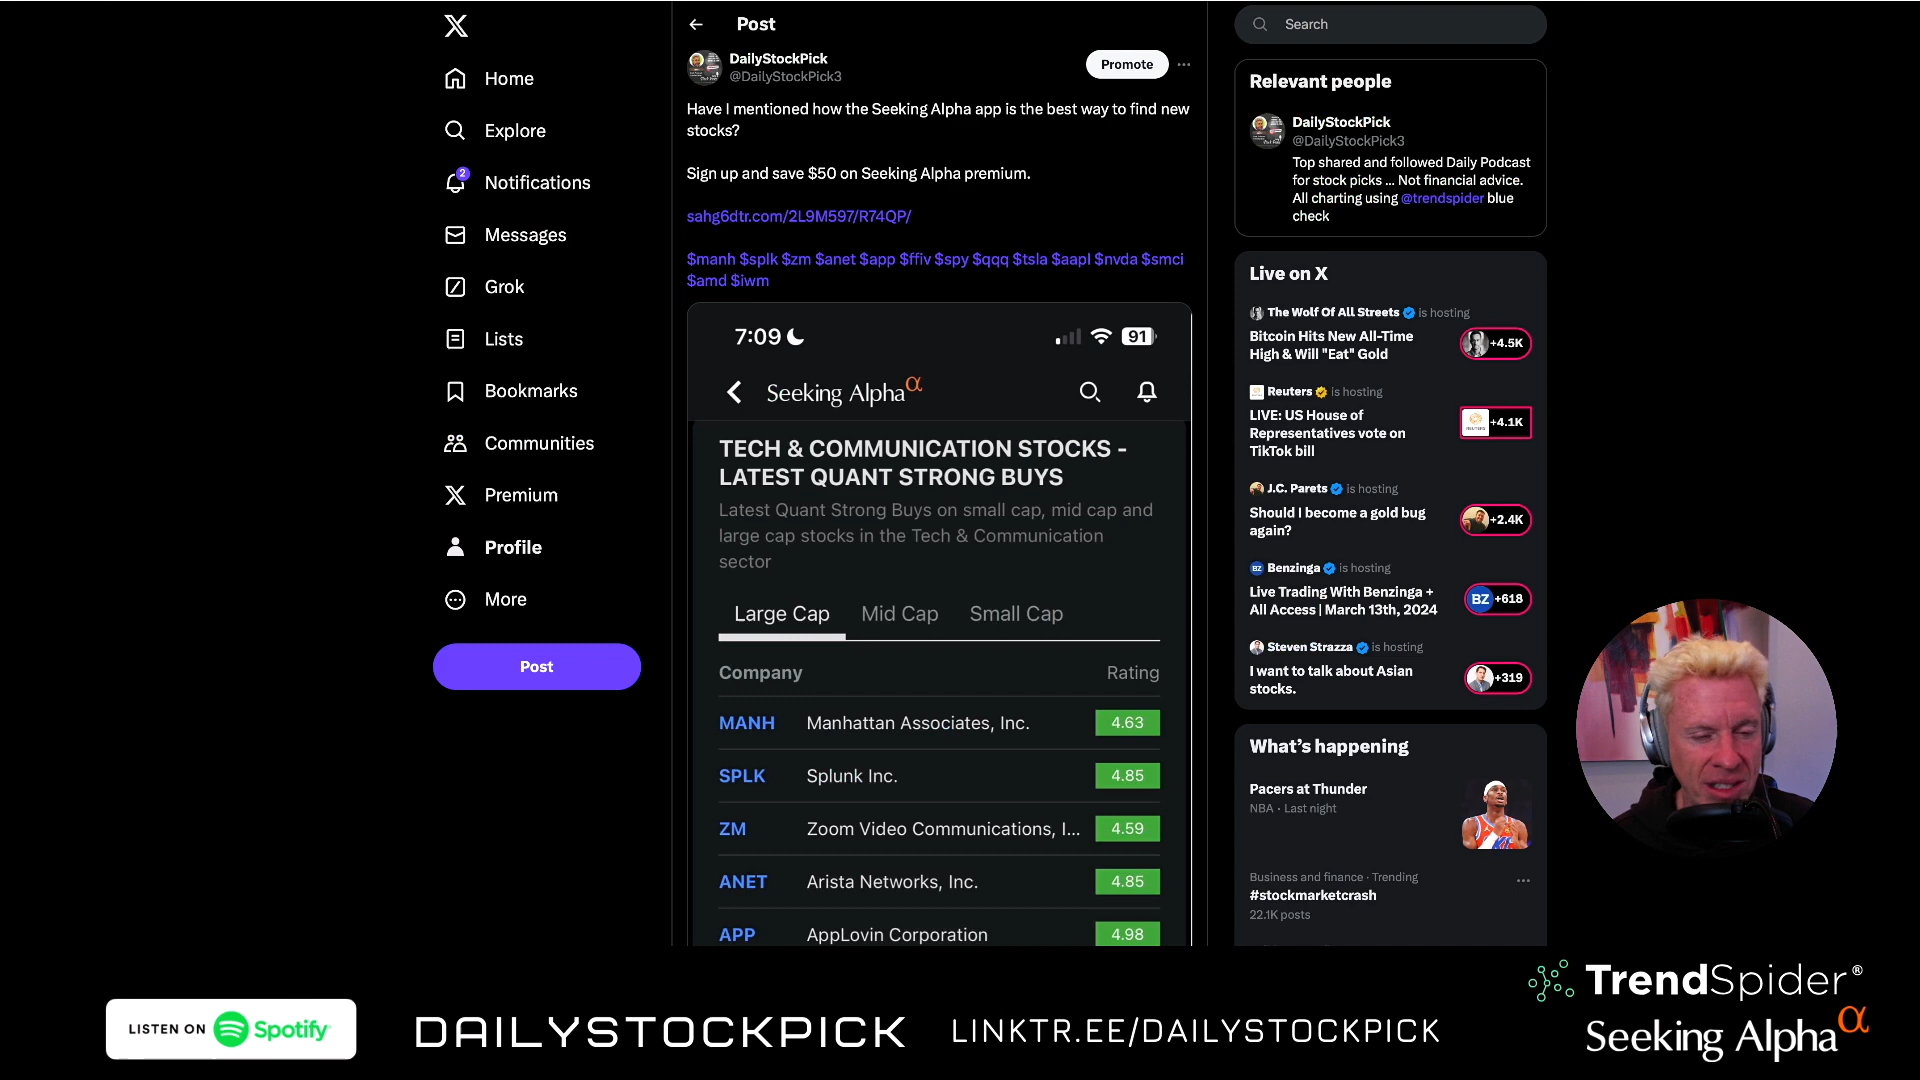 Home
Explore
2
Notifications
Messages
Grok
Lists
Bookmarks
Communities
Premium
Profile
More
Post
Post
DailyStockPick
@DailyStockPick3
Promote
Have I mentioned how the Seeking Alpha app is the best way to find new
stocks?
Sign up and save $50 on Seeking Alpha premium.
sahg6dtr.com/2L9M597/R74QP/
$manh $splk $zm $anet $app $ffiv $spy $qqq $tsla $aapl $nvda $smci
$amd $iwm
7:09
91
Seeking Alphaα
TECH & COMMUNICATION STOCKS -
LATEST QUANT STRONG BUYS
Latest Quant Strong Buys on small cap, mid cap and
large cap stocks in the Tech & Communication
sector
Large Cap Mid Cap Small Cap
Company Rating
MANH Manhattan Associates, Inc. 4.63
SPLK Splunk Inc. 4.85
ZM Zoom Video Communications, I... 4.59
ANET Arista Networks, Inc. 4.85
APP AppLovin Corporation 4.98
Search
Relevant people
DailyStockPick
@DailyStockPick3
Top shared and followed Daily Podcast
for stock picks ... Not financial advice.
All charting using @trendspider blue
check
Live on X
The Wolf Of All Streets is hosting
Bitcoin Hits New All-Time
High & Will "Eat" Gold
+4.5K
Reuters is hosting
LIVE: US House of
Representatives vote on
TikTok bill
+4.1K
J.C. Parets is hosting
Should I become a gold bug
again?
+2.4K
BZ Benzinga is hosting
Live Trading With Benzinga +
All Access | March 13th, 2024
BZ +618
Steven Strazza is hosting
I want to talk about Asian
stocks.
+319
What's happening
Pacers at Thunder
NBA · Last night
Business and finance · Trending
#stockmarketcrash
22.1K posts
LISTEN ON Spotify
DAILYSTOCKPICK
LINKTR.EE/DAILYSTOCKPICK
TrendSpider®
Seeking Alphaα